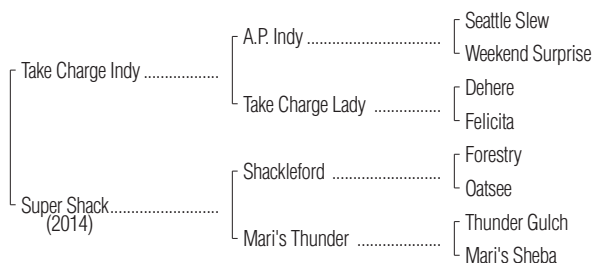 Seattle Slew
A.P. Indy ..................................
Weekend Surprise
Take Charge Indy ...................
Dehere
Take Charge Lady .................
Felicita
Forestry
Shackleford ...........................
Oatsee
Super Shack...........................
(2014)
Thunder Gulch
Mari's Thunder .....................
Mari's Sheba